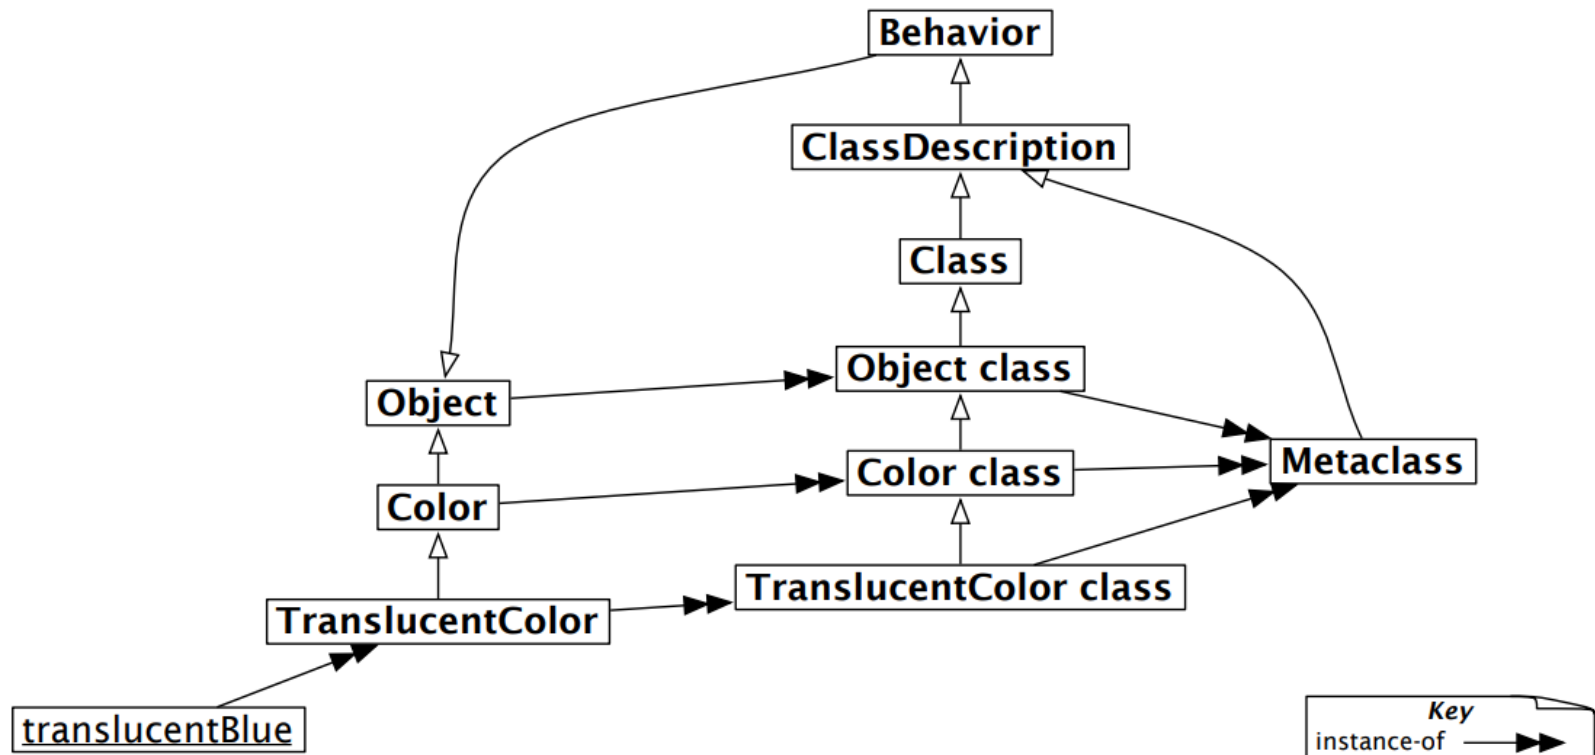 Behavior
ClassDescription
Class
Object class
Object
Color class
Metaclass
Color
TranslucentColor class
TranslucentColor
translucentBlue
Key
instance-of